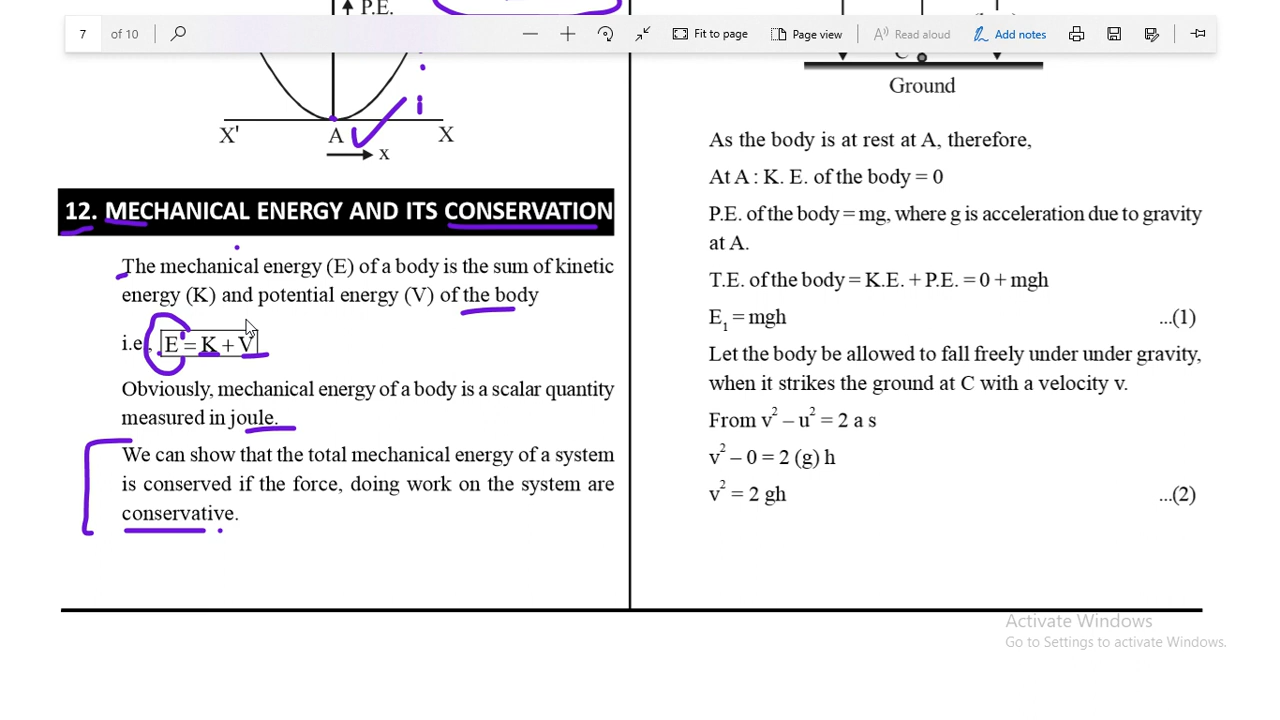 P.E.
7 of 10
Fit to page
Page view
Read aloud
Add notes
X'
A
X
x
12. MECHANICAL ENERGY AND ITS CONSERVATION
The mechanical energy (E) of a body is the sum of kinetic
energy (K) and potential energy (V) of the body
i.e., E = K + V
Obviously, mechanical energy of a body is a scalar quantity
measured in joule.
We can show that the total mechanical energy of a system
is conserved if the force, doing work on the system are
conservative.
C
Ground
As the body is at rest at A, therefore,
At A : K. E. of the body = 0
P.E. of the body = mg, where g is acceleration due to gravity
at A.
T.E. of the body = K.E. + P.E. = 0 + mgh
E₁ = mgh ...(1)
Let the body be allowed to fall freely under under gravity,
when it strikes the ground at C with a velocity v.
From v² – u² = 2 a s
v² – 0 = 2 (g) h
v² = 2 gh ...(2)
Activate Windows
Go to Settings to activate Windows.